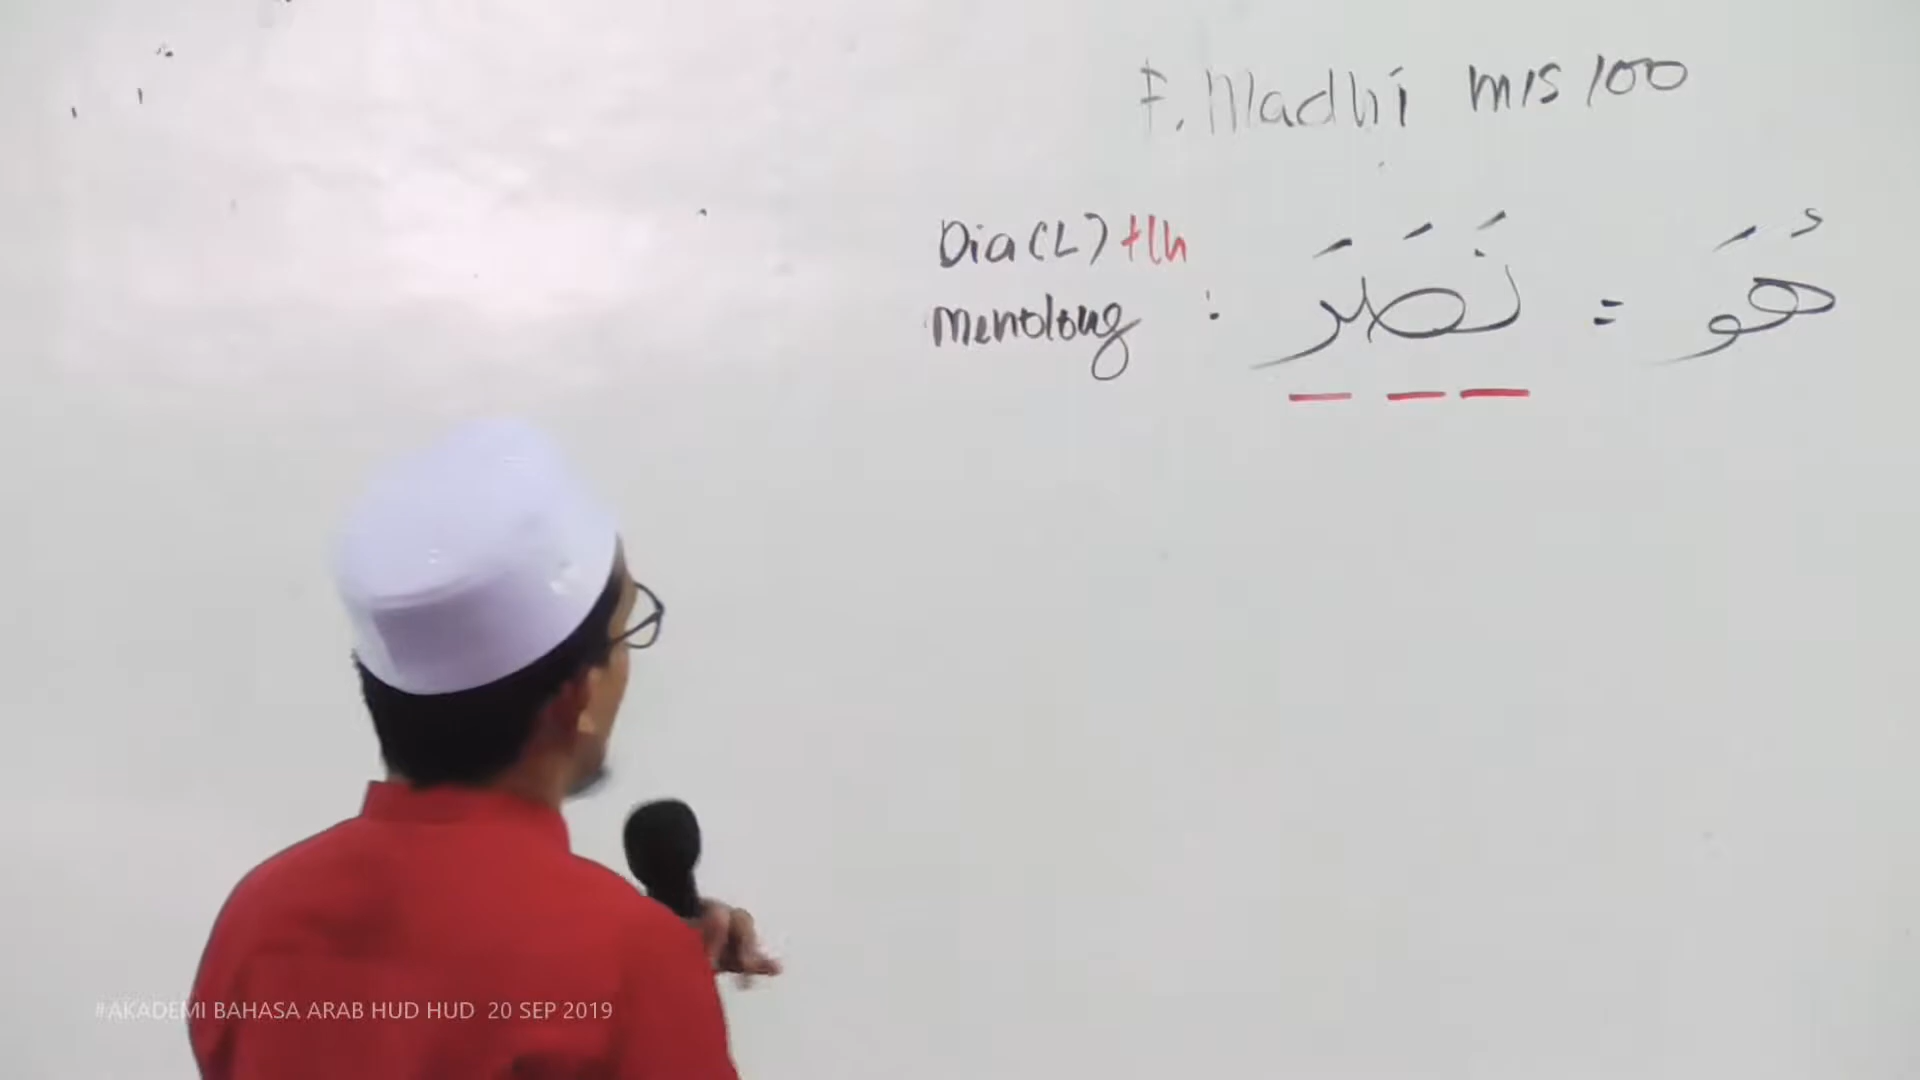 F. Madhi m/s 100
هُوَ = نَصَرَ : Dia (L) tlh
menolong
#AKADEMI BAHASA ARAB HUD HUD 20 SEP 2019